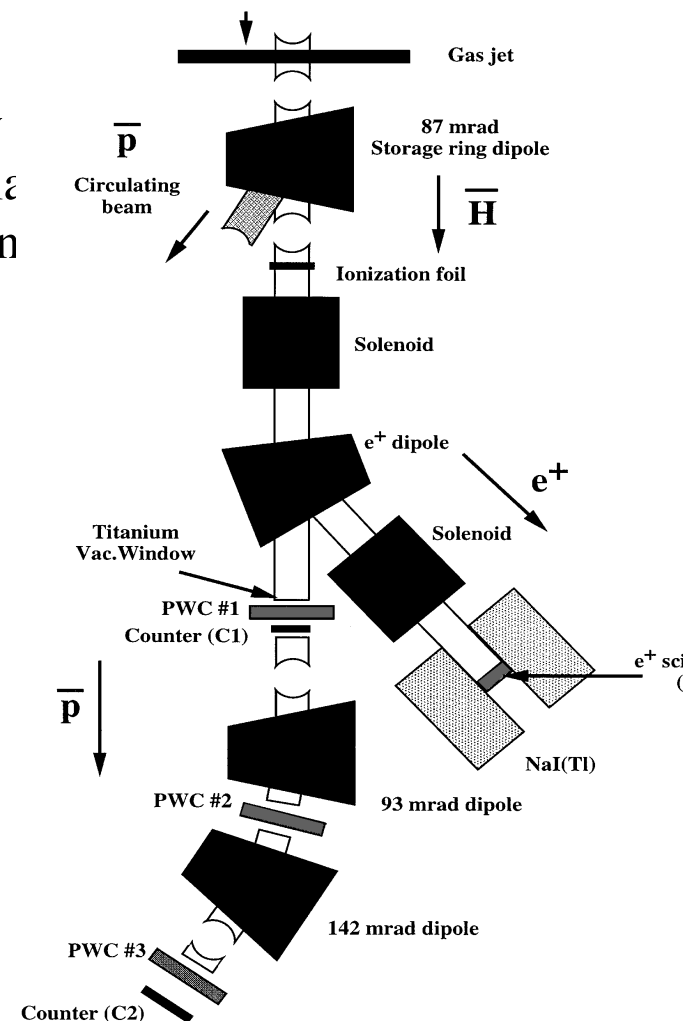 Gas jet
p̅
87 mrad
Storage ring dipole
Circulating
beam
H̅
Ionization foil
Solenoid
e+ dipole
e+
Titanium
Vac.Window
Solenoid
PWC #1
Counter (C1)
e+
p̅
NaI(Tl)
PWC #2
93 mrad dipole
142 mrad dipole
PWC #3
Counter (C2)